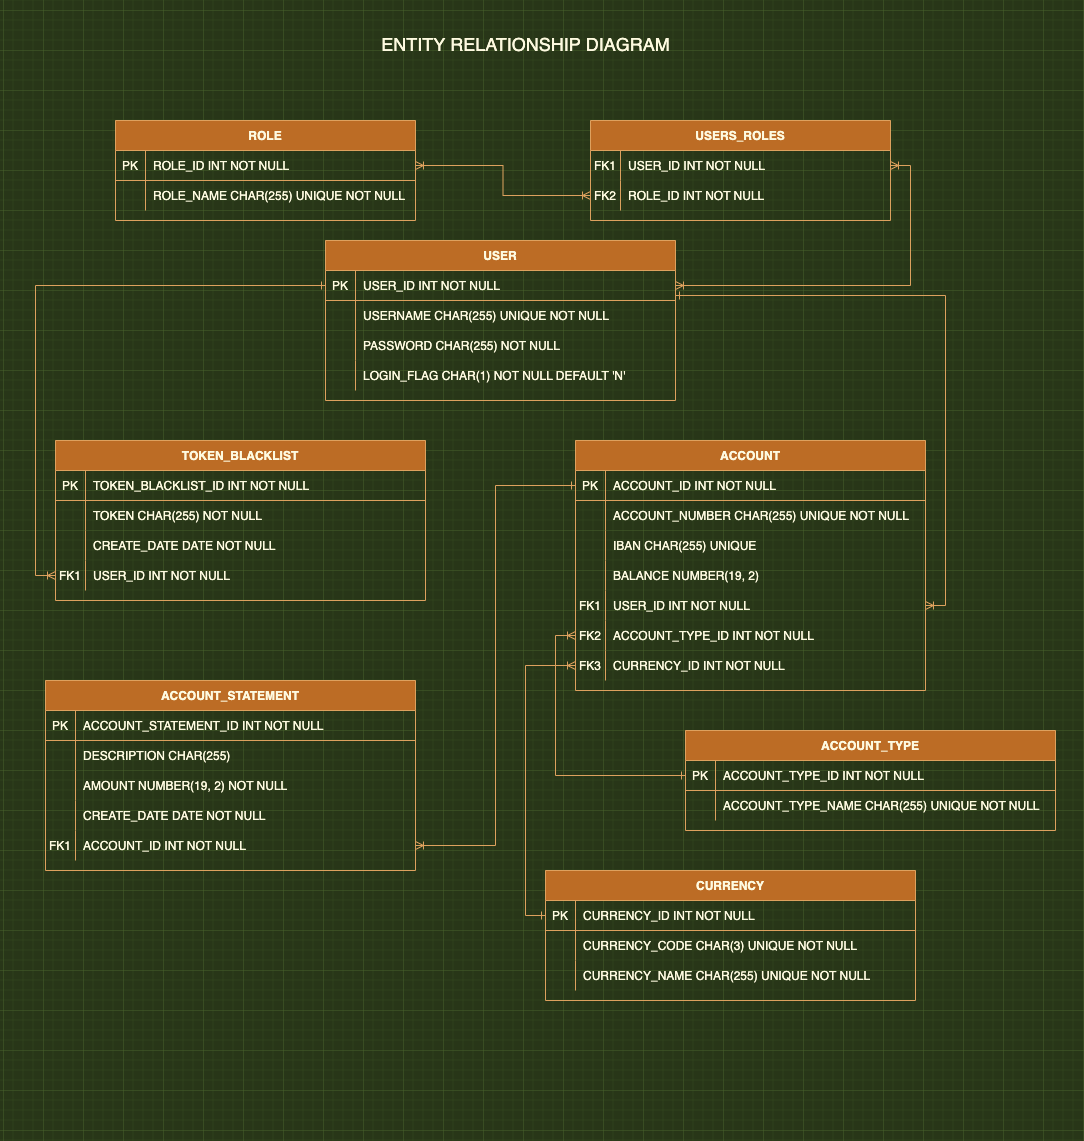 ENTITY RELATIONSHIP DIAGRAM
ROLE
PK ROLE_ID INT NOT NULL
ROLE_NAME CHAR(255) UNIQUE NOT NULL
USERS_ROLES
FK1 USER_ID INT NOT NULL
FK2 ROLE_ID INT NOT NULL
USER
PK USER_ID INT NOT NULL
USERNAME CHAR(255) UNIQUE NOT NULL
PASSWORD CHAR(255) NOT NULL
LOGIN_FLAG CHAR(1) NOT NULL DEFAULT 'N'
TOKEN_BLACKLIST
PK TOKEN_BLACKLIST_ID INT NOT NULL
TOKEN CHAR(255) NOT NULL
CREATE_DATE DATE NOT NULL
FK1 USER_ID INT NOT NULL
ACCOUNT
PK ACCOUNT_ID INT NOT NULL
ACCOUNT_NUMBER CHAR(255) UNIQUE NOT NULL
IBAN CHAR(255) UNIQUE
BALANCE NUMBER(19, 2)
FK1 USER_ID INT NOT NULL
FK2 ACCOUNT_TYPE_ID INT NOT NULL
FK3 CURRENCY_ID INT NOT NULL
ACCOUNT_STATEMENT
PK ACCOUNT_STATEMENT_ID INT NOT NULL
DESCRIPTION CHAR(255)
AMOUNT NUMBER(19, 2) NOT NULL
CREATE_DATE DATE NOT NULL
FK1 ACCOUNT_ID INT NOT NULL
ACCOUNT_TYPE
PK ACCOUNT_TYPE_ID INT NOT NULL
ACCOUNT_TYPE_NAME CHAR(255) UNIQUE NOT NULL
CURRENCY
PK CURRENCY_ID INT NOT NULL
CURRENCY_CODE CHAR(3) UNIQUE NOT NULL
CURRENCY_NAME CHAR(255) UNIQUE NOT NULL